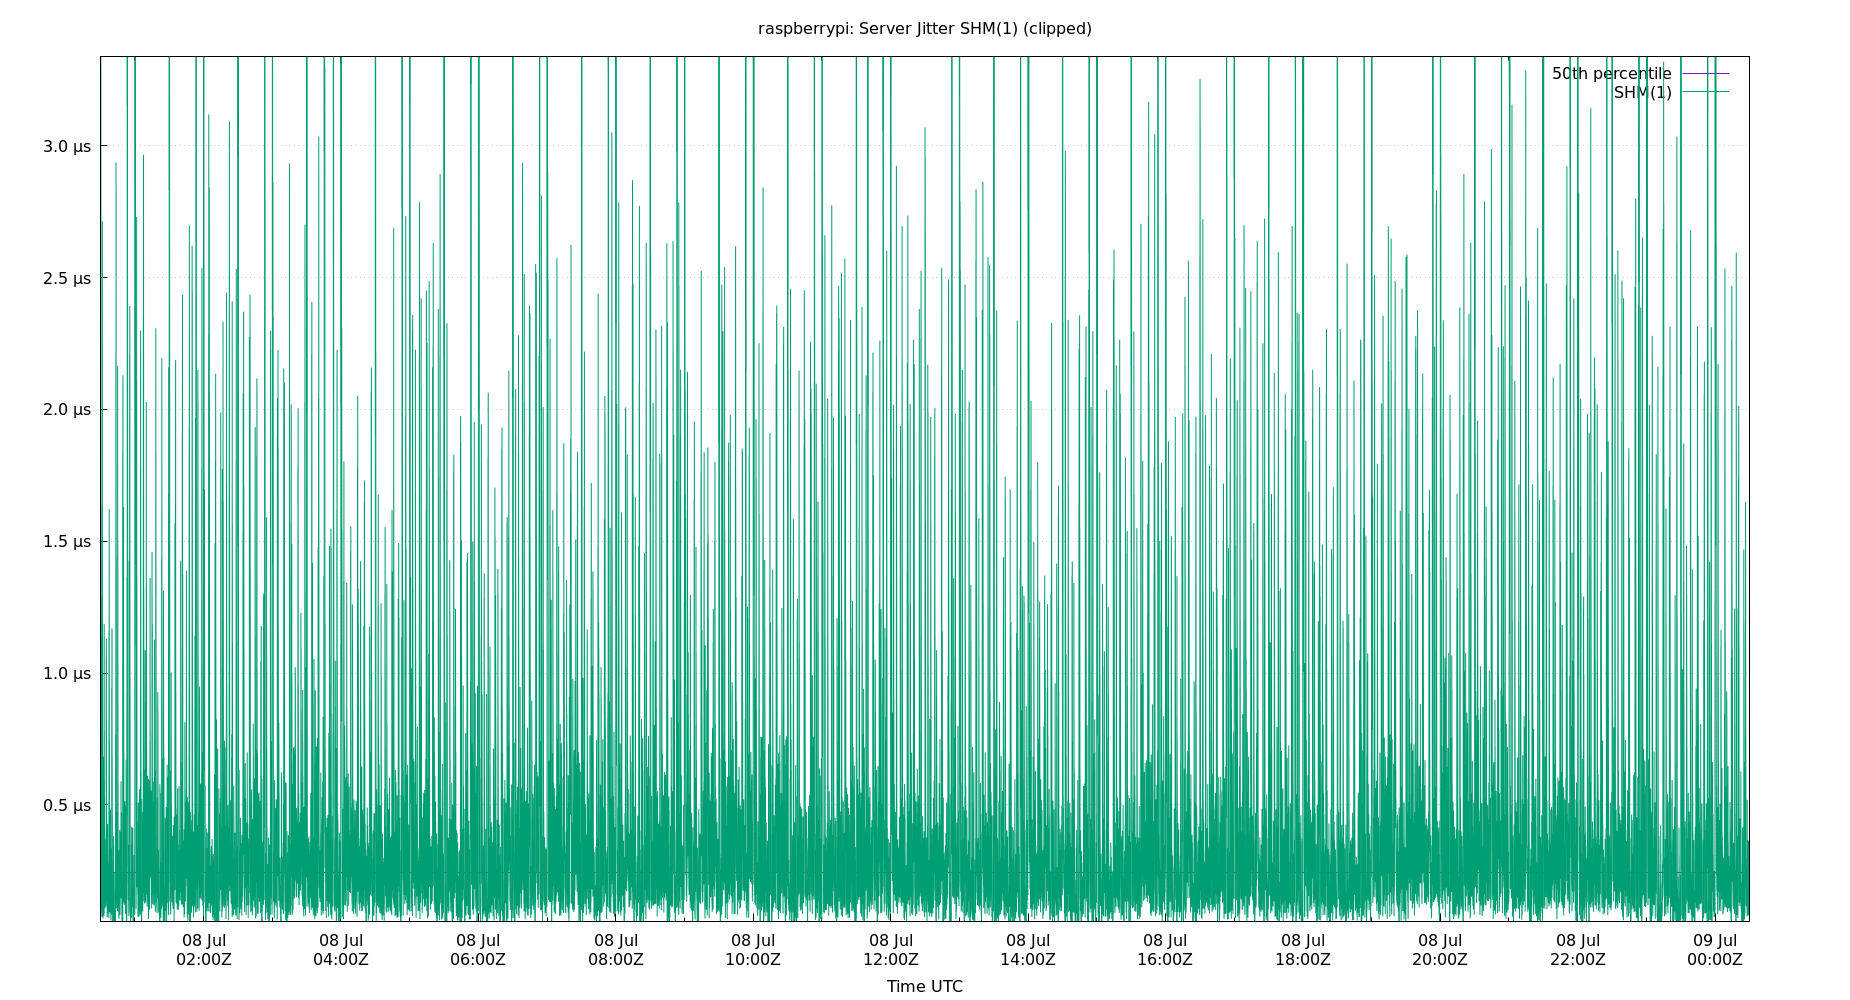 raspberrypi: Server Jitter SHM(1) (clipped)
50th percentile
SHM(1)
3.0 µs
2.5 µs
2.0 µs
1.5 µs
1.0 µs
0.5 µs
08 Jul 08 Jul 08 Jul 08 Jul 08 Jul 08 Jul 08 Jul 08 Jul 08 Jul 08 Jul 08 Jul 09 Jul
02:00Z 04:00Z 06:00Z 08:00Z 10:00Z 12:00Z 14:00Z 16:00Z 18:00Z 20:00Z 22:00Z 00:00Z
Time UTC